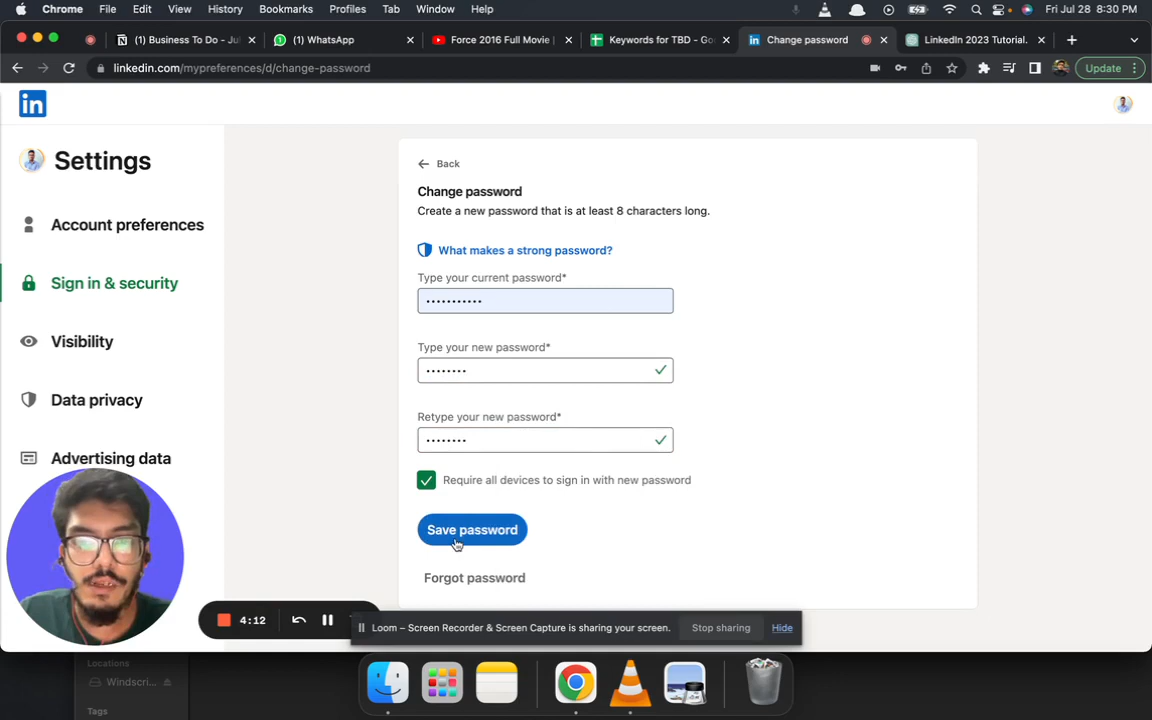 Chrome File Edit View History Bookmarks Profiles Tab Window Help Fri Jul 28 8:30 PM
(1) Business To Do - Ju (1) WhatsApp Force 2016 Full Movie Keywords for TBD - Go Change password LinkedIn 2023 Tutorial.
linkedin.com/mypreferences/d/change-password Update
in
Settings
Account preferences
Sign in & security
Visibility
Data privacy
Advertising data
Back
Change password
Create a new password that is at least 8 characters long.
What makes a strong password?
Type your current password*
•••••••••••
Type your new password*
••••••••
Retype your new password*
••••••••
Require all devices to sign in with new password
Save password
Forgot password
4:12
Loom – Screen Recorder & Screen Capture is sharing your screen. Stop sharing Hide
Locations
Windscri...
Tags